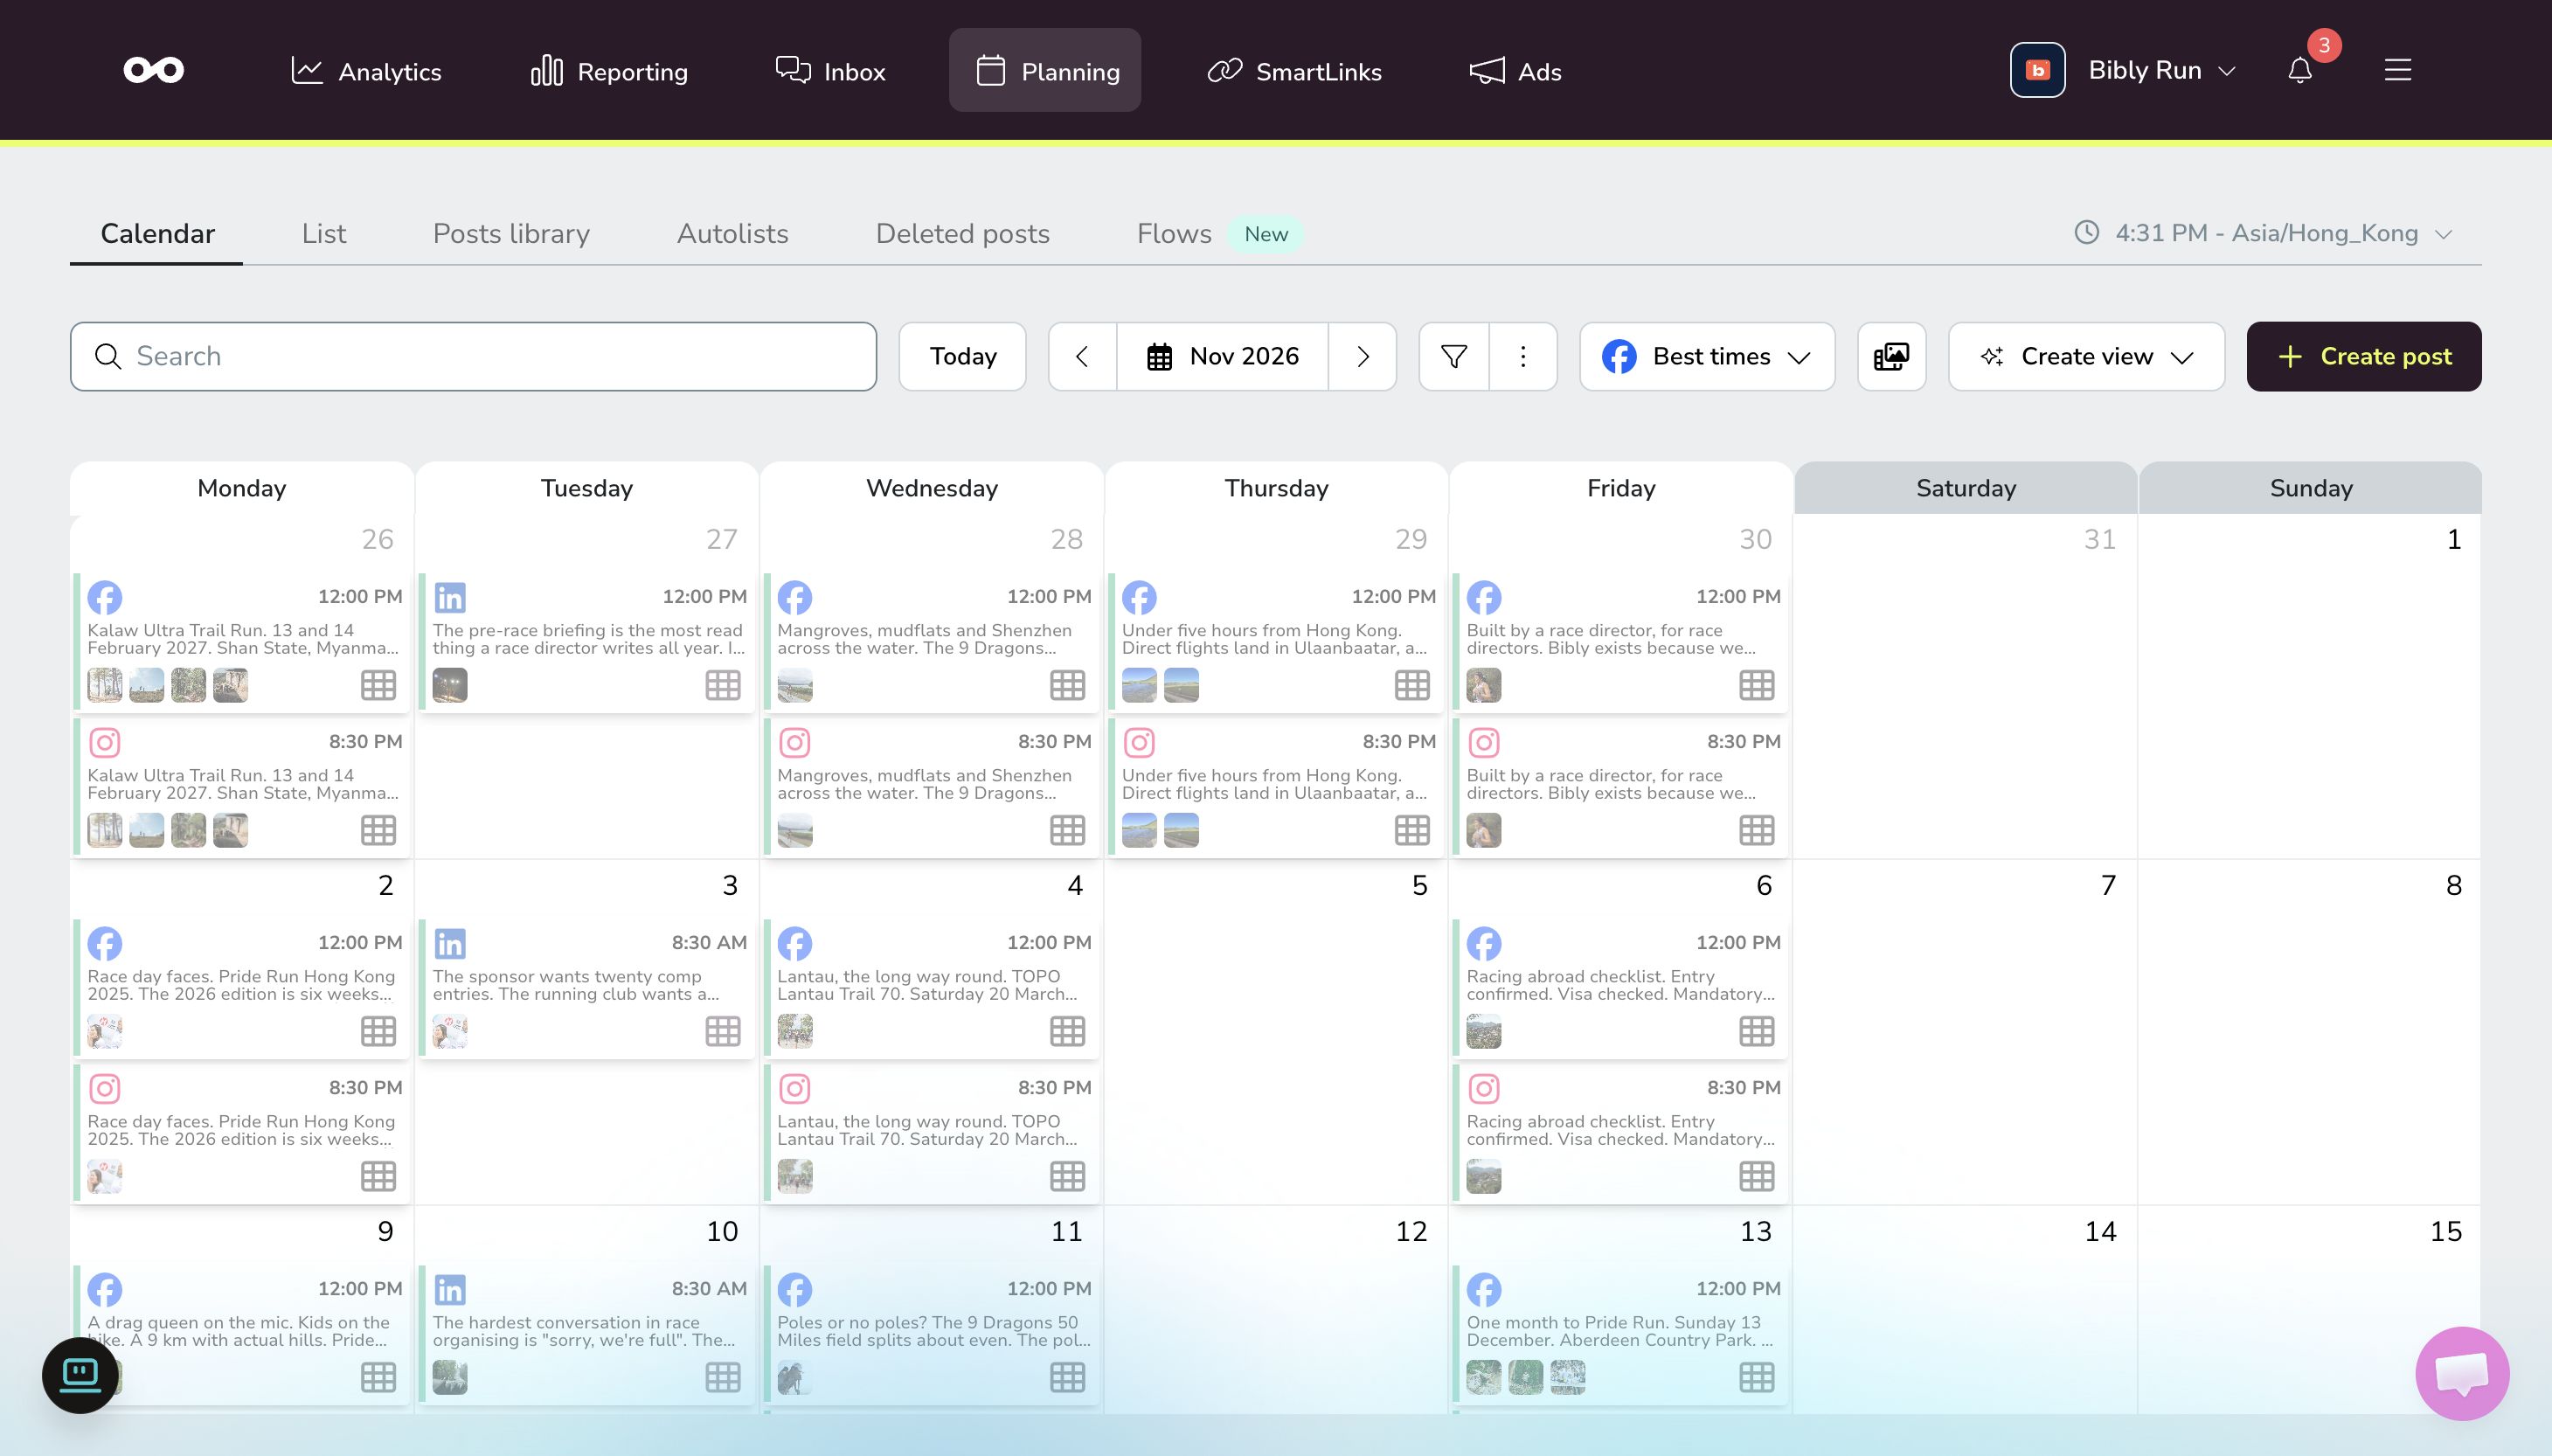 Analytics
Reporting
Inbox
Planning
SmartLinks
Ads
b
Bibly Run
3
Calendar
List
Posts library
Autolists
Deleted posts
Flows
New
4:31 PM - Asia/Hong_Kong
Search
Today
Nov 2026
Best times
Create view
Create post
Monday
Tuesday
Wednesday
Thursday
Friday
Saturday
Sunday
26
27
28
29
30
31
1
12:00 PM
Kalaw Ultra Trail Run. 13 and 14
February 2027. Shan State, Myanma...
8:30 PM
Kalaw Ultra Trail Run. 13 and 14
February 2027. Shan State, Myanma...
12:00 PM
The pre-race briefing is the most read
thing a race director writes all year. I...
12:00 PM
Mangroves, mudflats and Shenzhen
across the water. The 9 Dragons...
8:30 PM
Mangroves, mudflats and Shenzhen
across the water. The 9 Dragons...
12:00 PM
Under five hours from Hong Kong.
Direct flights land in Ulaanbaatar, a...
8:30 PM
Under five hours from Hong Kong.
Direct flights land in Ulaanbaatar, a...
12:00 PM
Built by a race director, for race
directors. Bibly exists because we...
8:30 PM
Built by a race director, for race
directors. Bibly exists because we...
2
3
4
5
6
7
8
12:00 PM
Race day faces. Pride Run Hong Kong
2025. The 2026 edition is six weeks...
8:30 PM
Race day faces. Pride Run Hong Kong
2025. The 2026 edition is six weeks...
8:30 AM
The sponsor wants twenty comp
entries. The running club wants a...
12:00 PM
Lantau, the long way round. TOPO
Lantau Trail 70. Saturday 20 March...
8:30 PM
Lantau, the long way round. TOPO
Lantau Trail 70. Saturday 20 March...
12:00 PM
Racing abroad checklist. Entry
confirmed. Visa checked. Mandatory...
8:30 PM
Racing abroad checklist. Entry
confirmed. Visa checked. Mandatory...
9
10
11
12
13
14
15
12:00 PM
A drag queen on the mic. Kids on the
hike. A 9 km with actual hills. Pride...
8:30 AM
The hardest conversation in race
organising is "sorry, we're full". The...
12:00 PM
Poles or no poles? The 9 Dragons 50
Miles field splits about even. The pol...
12:00 PM
One month to Pride Run. Sunday 13
December. Aberdeen Country Park. ...